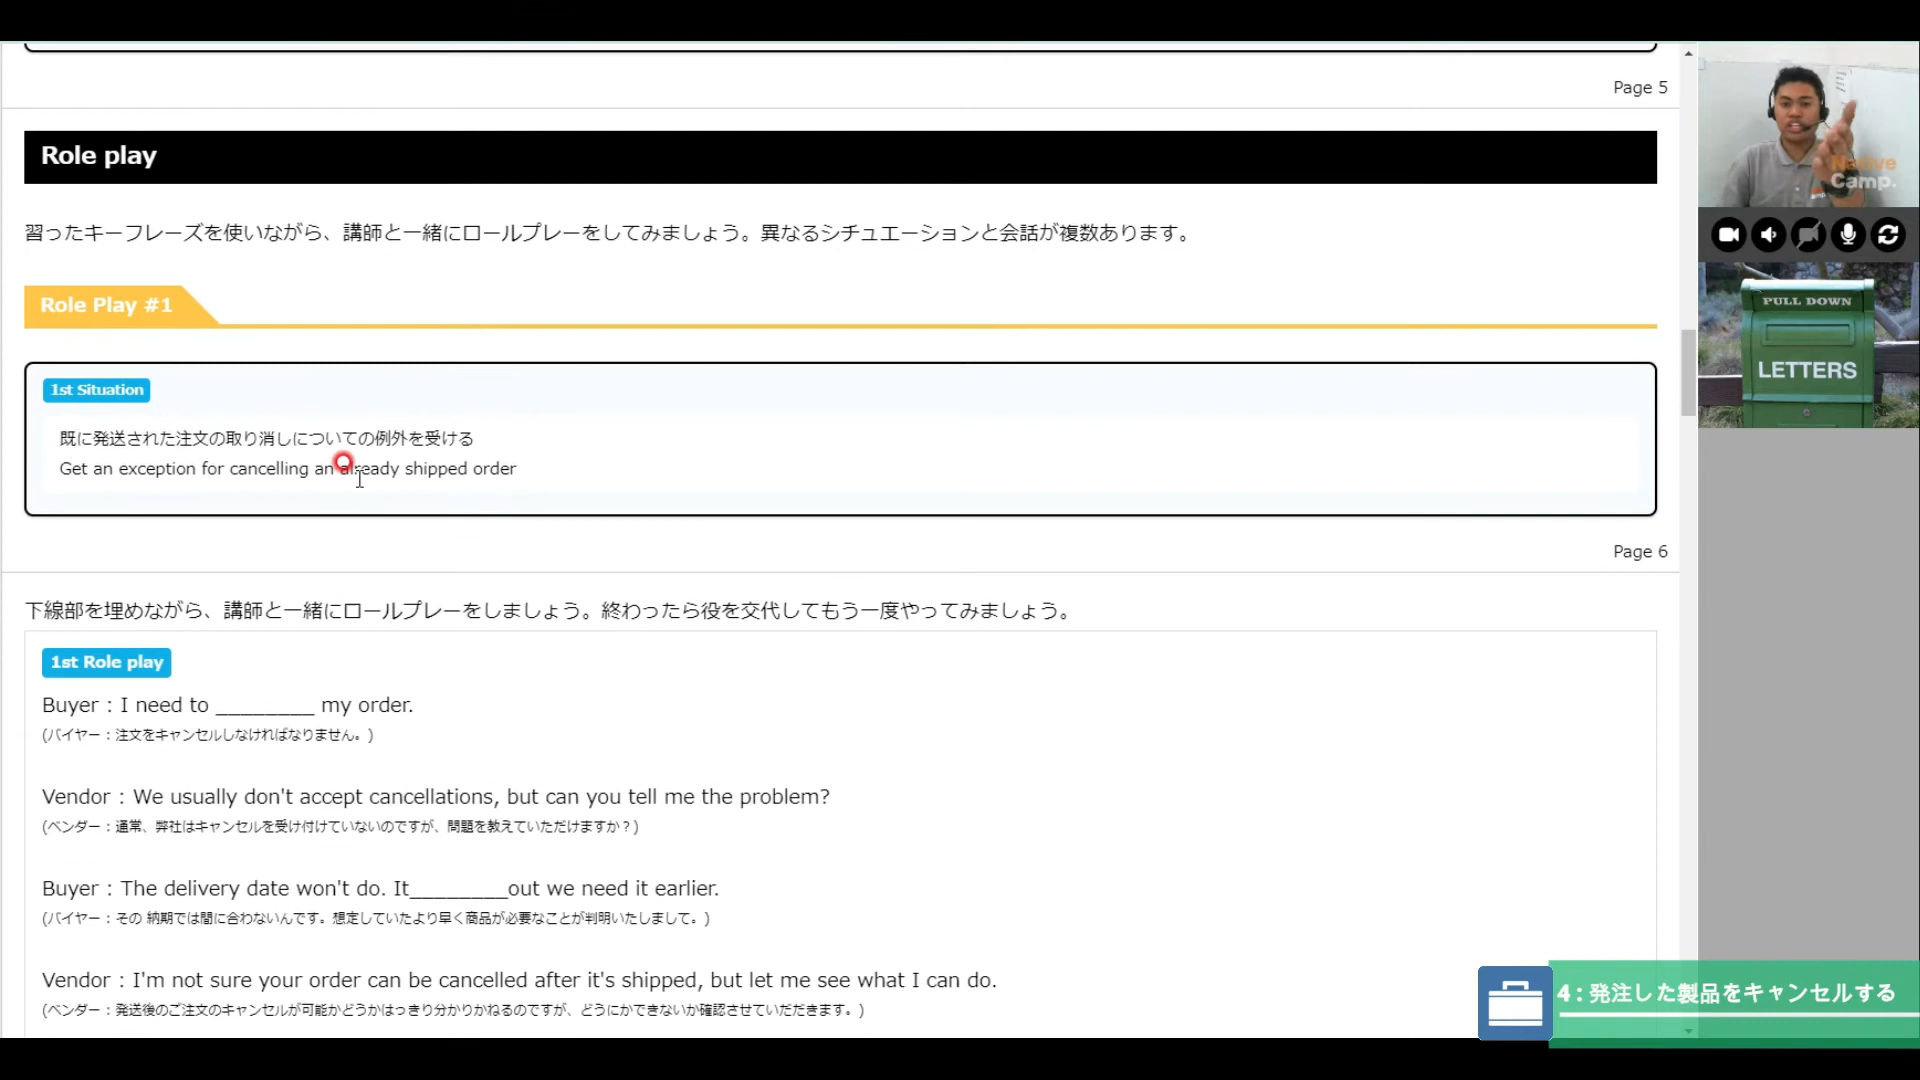 Page 5
Role play
習ったキーフレーズを使いながら、講師と一緒にロールプレーをしてみましょう。異なるシチュエーションと会話が複数あります。
Role Play #1
1st Situation
既に発送された注文の取り消しについての例外を受ける
Get an exception for cancelling an already shipped order
Page 6
下線部を埋めながら、講師と一緒にロールプレーをしましょう。終わったら役を交代してもう一度やってみましょう。
1st Role play
Buyer : I need to ________ my order.
(バイヤー：注文をキャンセルしなければなりません。)
Vendor : We usually don't accept cancellations, but can you tell me the problem?
(ベンダー：通常、弊社はキャンセルを受け付けていないのですが、問題を教えていただけますか？)
Buyer : The delivery date won't do. It________out we need it earlier.
(バイヤー：その 納期では間に合わないんです。想定していたより早く商品が必要なことが判明いたしまして。)
Vendor : I'm not sure your order can be cancelled after it's shipped, but let me see what I can do.
(ベンダー：発送後のご注文のキャンセルが可能かどうかはっきり分かりかねるのですが、どうにかできないか確認させていだだきます。)
Native
Camp.
PULL DOWN
LETTERS
4：発注した製品をキャンセルする